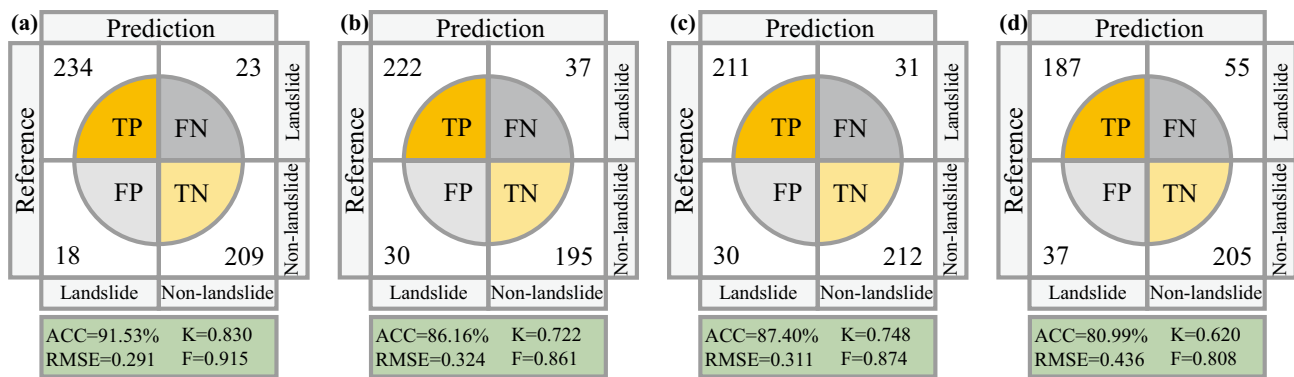 (a)
Prediction
Reference
234 23
TP FN
FP TN
18 209
Landslide
Non-landslide
Landslide Non-landslide
ACC=91.53% K=0.830
RMSE=0.291 F=0.915
(b)
Prediction
Reference
222 37
TP FN
FP TN
30 195
Landslide
Non-landslide
Landslide Non-landslide
ACC=86.16% K=0.722
RMSE=0.324 F=0.861
(c)
Prediction
Reference
211 31
TP FN
FP TN
30 212
Landslide
Non-landslide
Landslide Non-landslide
ACC=87.40% K=0.748
RMSE=0.311 F=0.874
(d)
Prediction
Reference
187 55
TP FN
FP TN
37 205
Landslide
Non-landslide
Landslide Non-landslide
ACC=80.99% K=0.620
RMSE=0.436 F=0.808